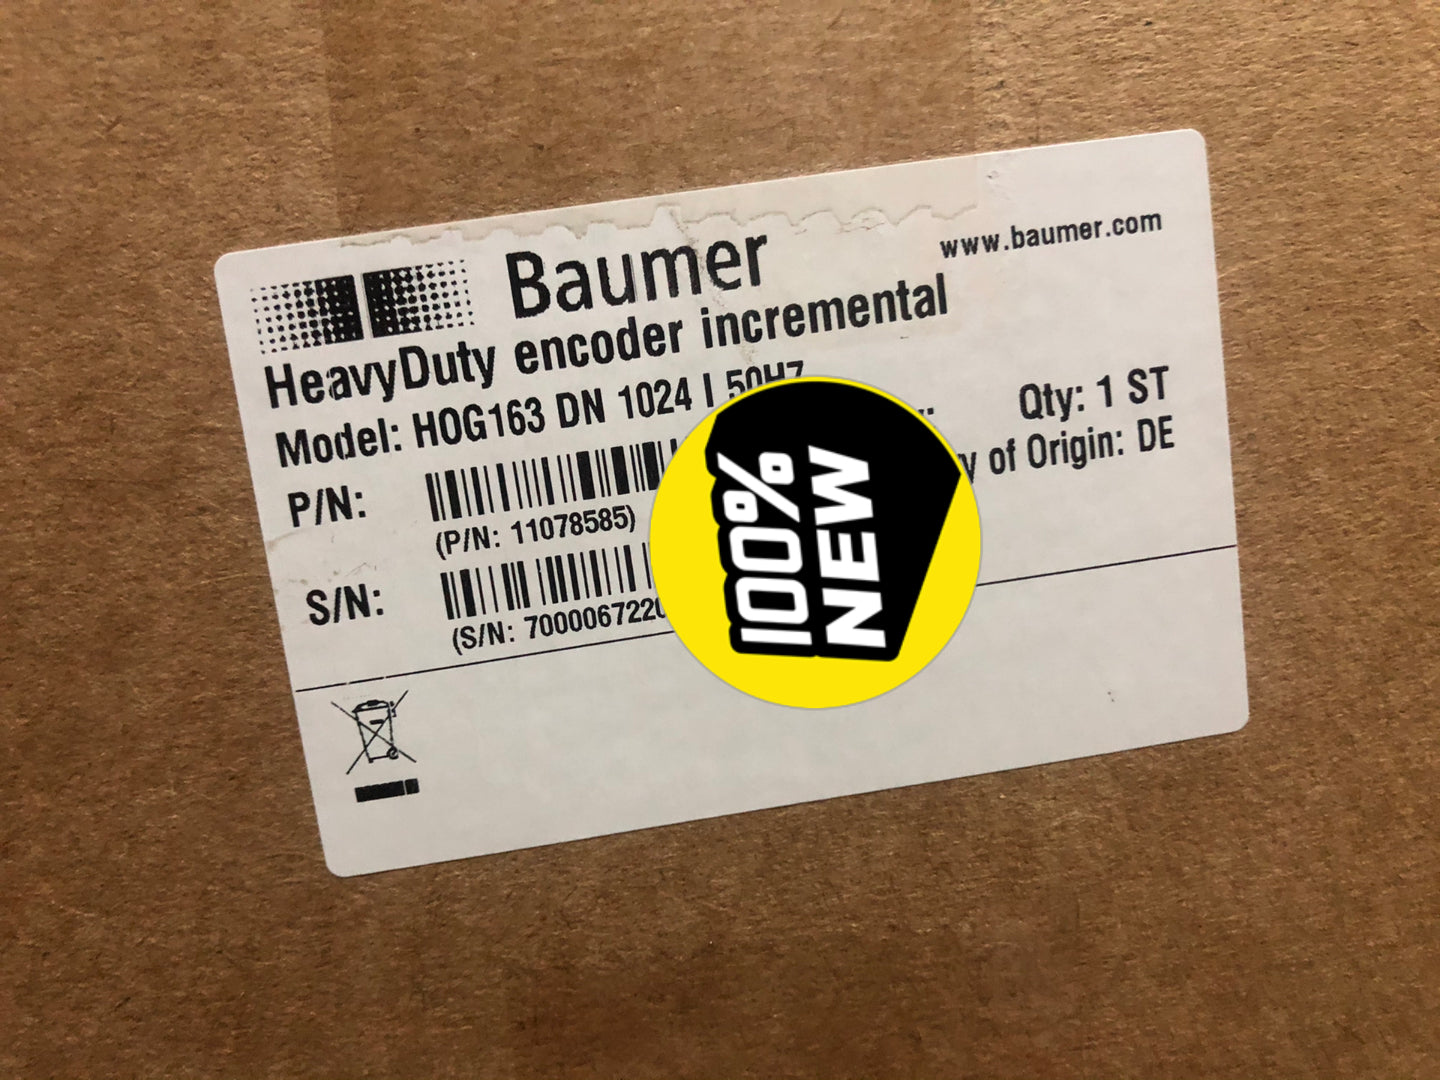 Baumer
www.baumer.com
HeavyDuty encoder incremental
Model: HOG163 DN 1024 I 50H7
Qty: 1 ST
of Origin: DE
P/N:
(P/N: 11078585)
S/N:
(S/N:
100%
NEW